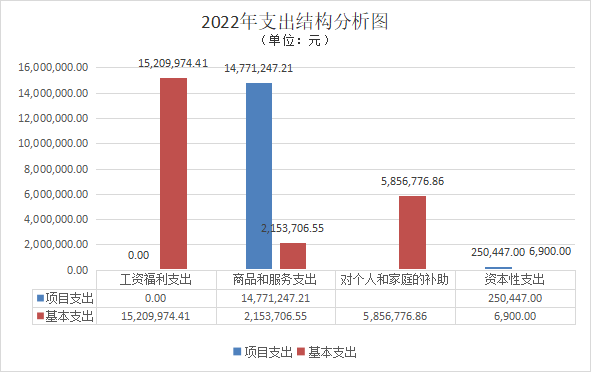 2022年支出结构分析图
（单位：元）
16,000,000.00
14,000,000.00
12,000,000.00
10,000,000.00
8,000,000.00
6,000,000.00
4,000,000.00
2,000,000.00
0.00
0.00
15,209,974.41
14,771,247.21
2,153,706.55
5,856,776.86
250,447.00
6,900.00
工资福利支出 商品和服务支出 对个人和家庭的补助 资本性支出
项目支出 0.00 14,771,247.21 250,447.00
基本支出 15,209,974.41 2,153,706.55 5,856,776.86 6,900.00
项目支出 基本支出